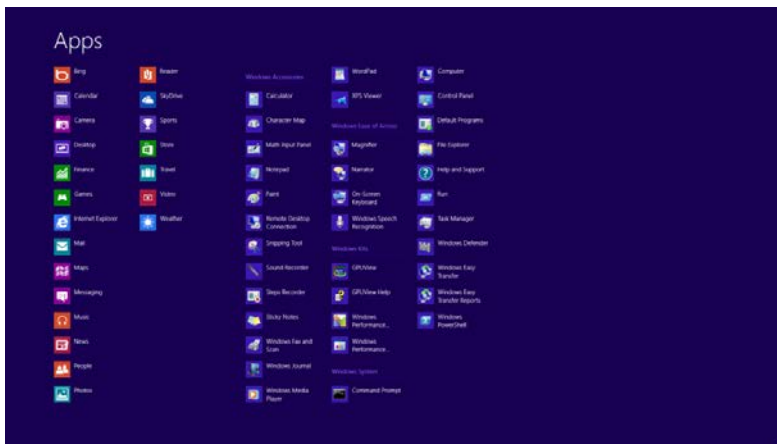 Apps
Bing
Calendar
Camera
Desktop
Finance
Games
Internet Explorer
Mail
Maps
Messaging
Music
News
People
Photos
Reader
SkyDrive
Sports
Store
Travel
Video
Weather
Windows Accessories
Calculator
Character Map
Math Input Panel
Notepad
Paint
Remote Desktop
Connection
Snipping Tool
Sound Recorder
Steps Recorder
Sticky Notes
Windows Fax and
Scan
Windows Journal
Windows Media
Player
WordPad
XPS Viewer
Windows Ease of Access
Magnifier
Narrator
On-Screen
Keyboard
Windows Speech
Recognition
Windows Kits
GPUView
GPUView Help
Windows
Performance...
Windows
Performance...
Windows System
Command Prompt
Computer
Control Panel
Default Programs
File Explorer
Help and Support
Run
Task Manager
Windows Defender
Windows Easy
Transfer
Windows Easy
Transfer Reports
Windows
PowerShell